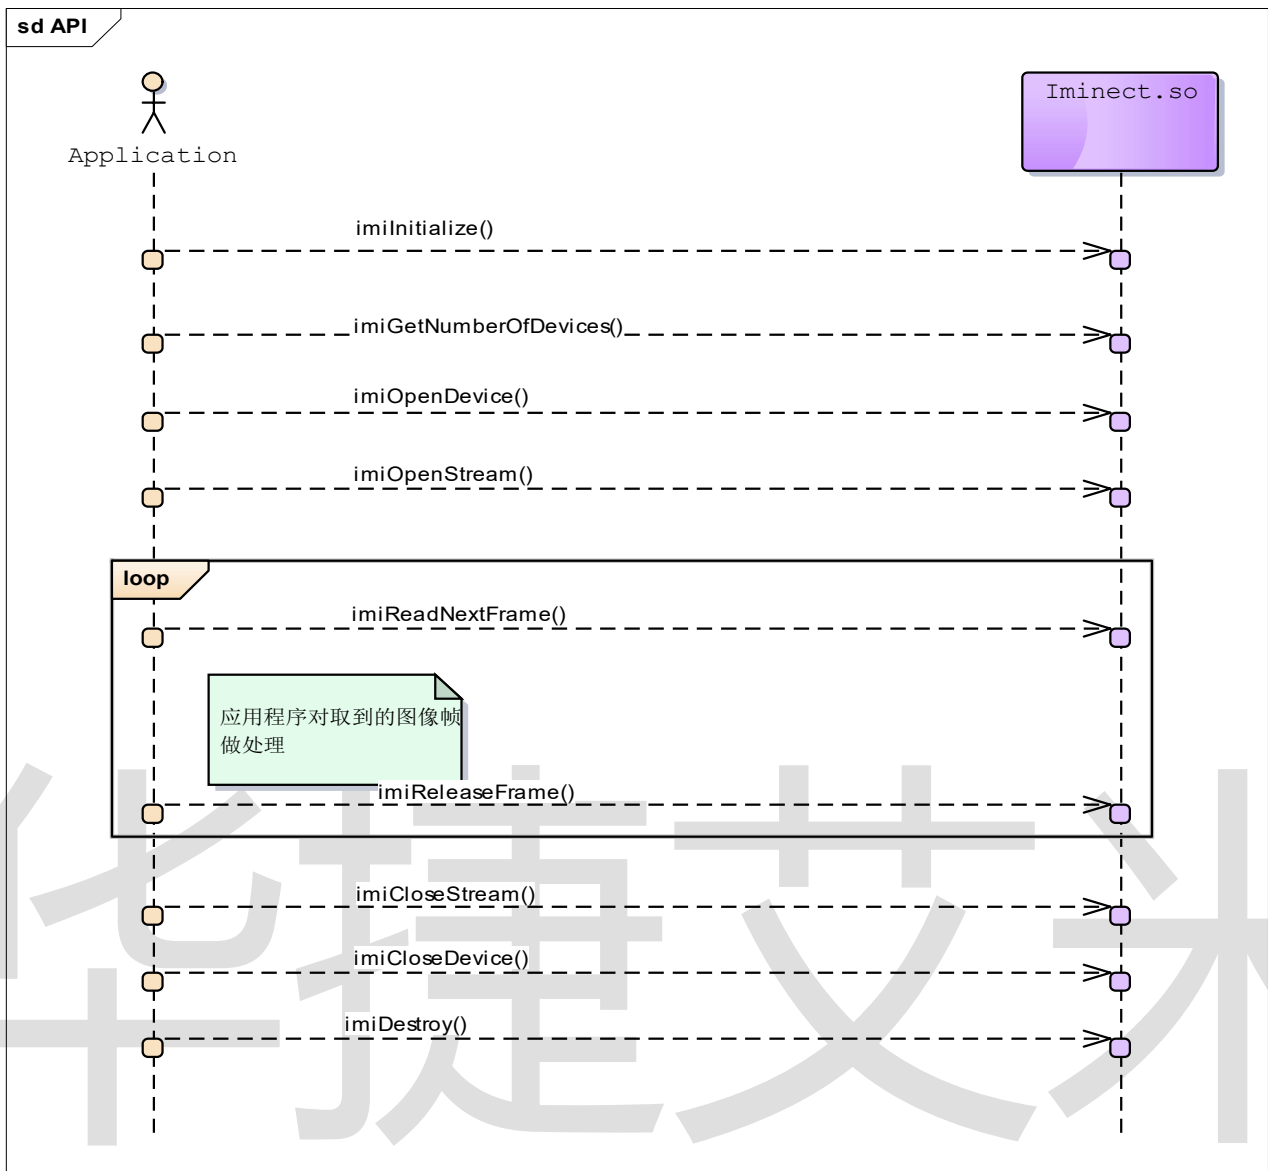 sd API
Application
Iminect.so
imiInitialize()
imiGetNumberOfDevices()
imiOpenDevice()
imiOpenStream()
loop
imiReadNextFrame()
应用程序对取到的图像帧
做处理
imiReleaseFrame()
imiCloseStream()
imiCloseDevice()
imiDestroy()
华捷艾米